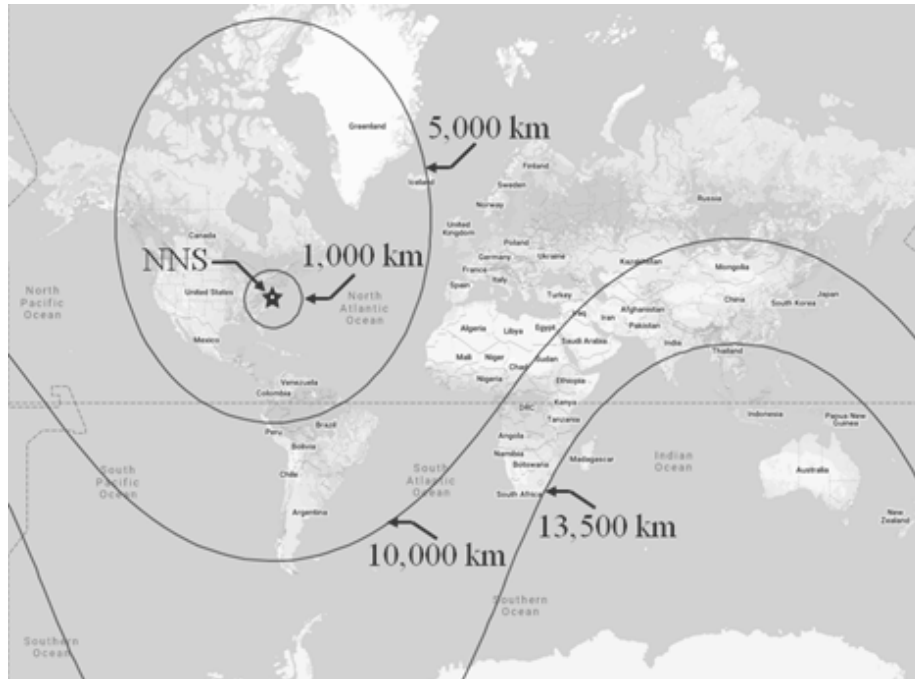 Greenland
5,000 km
Iceland
Finland
Sweden
Norway
Russia
Canada
United
Kingdom
Poland
Germany
Ukraine
France
Kazakhstan
Mongolia
NNS
1,000 km
Italy
Spain
Turkey
United States
North
Pacific
Ocean
North
Atlantic
Ocean
China
South Korea
Japan
Iraq
Iran
Afghanistan
Pakistan
Algeria
Libya
Egypt
Saudi Arabia
India
Mexico
Mali
Niger
Chad
Sudan
Thailand
Nigeria
Ethiopia
Venezuela
Colombia
Kenya
DRC
Tanzania
Indonesia
Papua New
Guinea
Peru
Brazil
Bolivia
Angola
Namibia
Botswana
Madagascar
Indian
Ocean
Australia
South
Pacific
Ocean
Chile
South
Atlantic
Ocean
South Africa
Argentina
New
Zealand
13,500 km
10,000 km
Southern
Ocean
Southern
Ocean